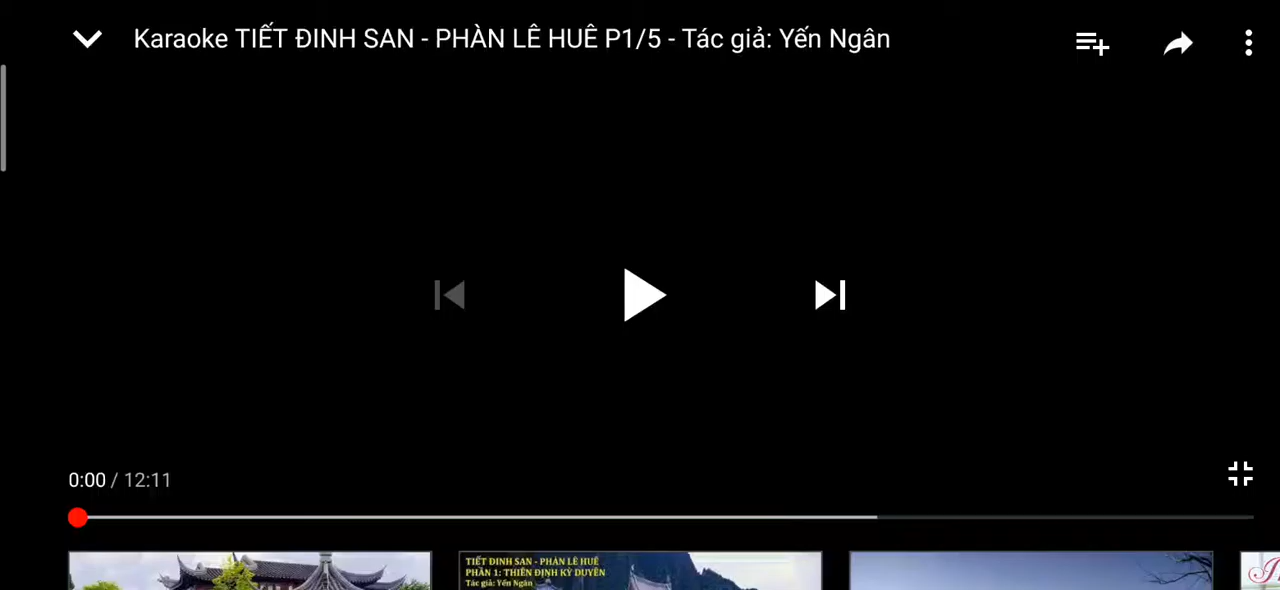 Karaoke TIẾT ĐINH SAN - PHÀN LÊ HUÊ P1/5 - Tác giả: Yến Ngân
0:00 / 12:11
TIẾT ĐINH SAN - PHÀN LÊ HUÊ
PHẦN 1: THIÊN ĐỊNH KỲ DUYÊN
Tác giả: Yến Ngân